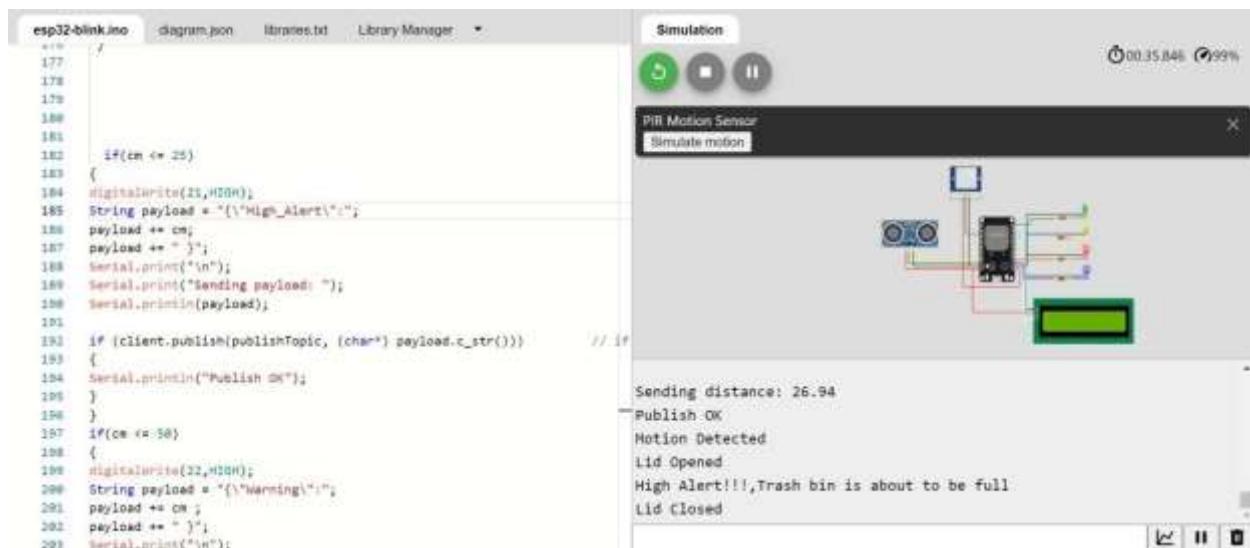 esp32-blink.ino diagram.json libraries.txt Library Manager
Simulation
00:35.846 99%
PIR Motion Sensor
Simulate motion
177
178
179
180
181
182 if(cm <= 25)
183 {
184 digitalWrite(21,HIGH);
185 String payload = "{\"High_Alert\":";
186 payload += cm;
187 payload += " }";
188 Serial.print("\n");
189 Serial.print("Sending payload: ");
190 Serial.println(payload);
191
192 if (client.publish(publishTopic, (char*) payload.c_str())) // if
193 {
194 Serial.println("Publish OK");
195 }
196 }
197 if(cm <= 50)
198 {
199 digitalWrite(22,HIGH);
200 String payload = "{\"Warning\":";
201 payload += cm ;
202 payload += " }";
203 Serial.print("\n");
Sending distance: 26.94
Publish OK
Motion Detected
Lid Opened
High Alert!!!,Trash bin is about to be full
Lid Closed